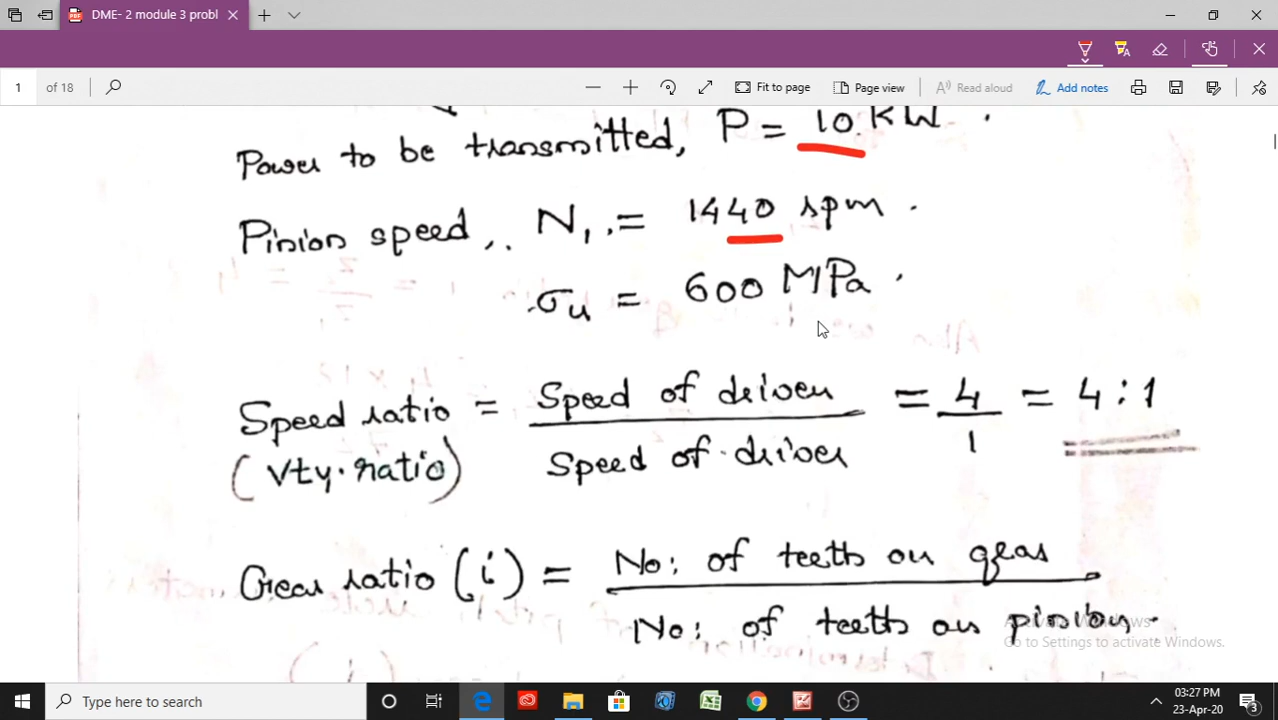 DME- 2 module 3 probl
1 of 18
Fit to page
Page view
Read aloud
Add notes
Power to be transmitted, P = 10 KW.
Pinion speed, N1 = 1440 rpm.
σu = 600 MPa.
Speed ratio = Speed of driven = 4 = 4 : 1
(Vty. ratio) Speed of driver 1
Gear ratio (i) = No: of teeth on gear
No: of teeth on pinion.
Activate Windows
Go to Settings to activate Windows.
Type here to search
03:27 PM
23-Apr-20
3